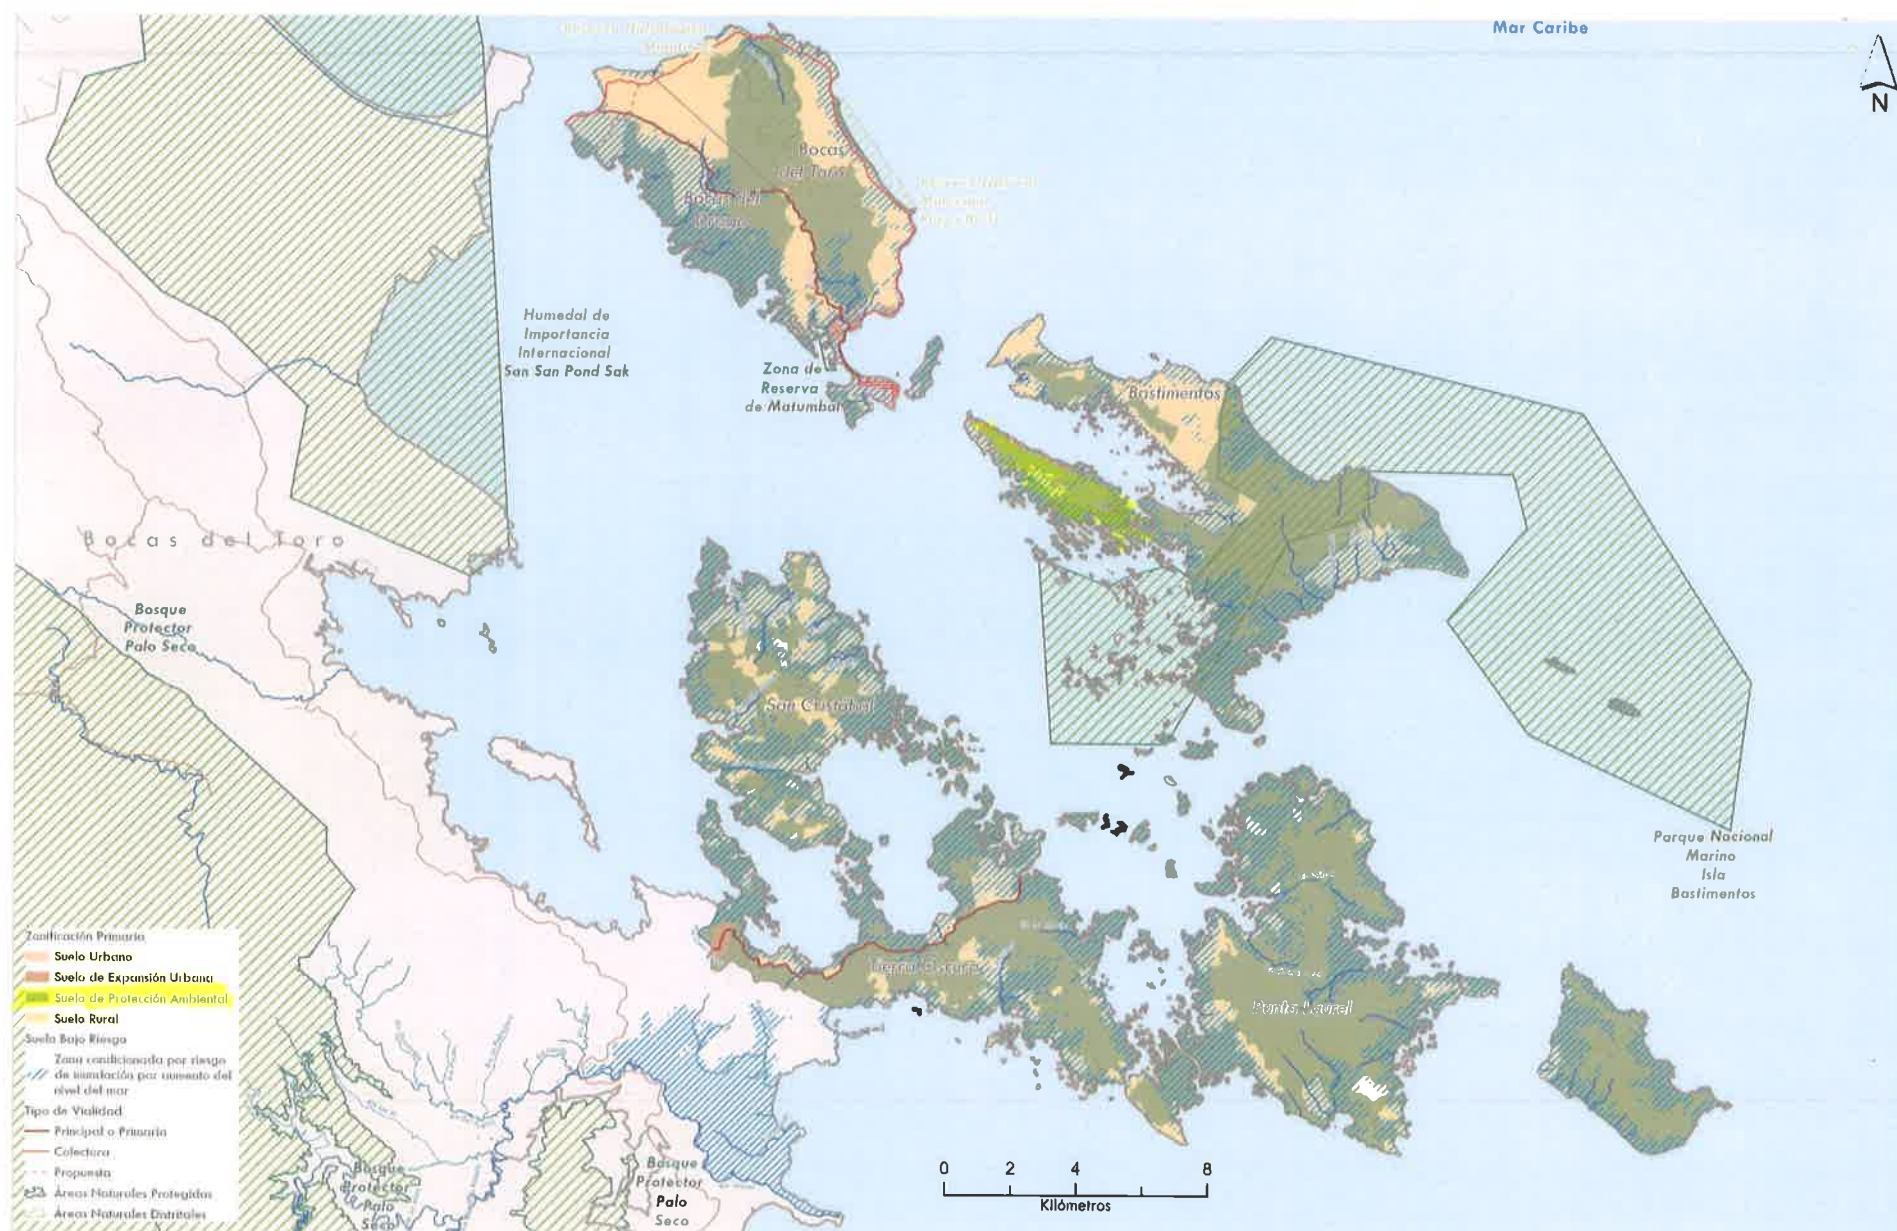 Mar Caribe
N
Bocas
del Toro
Bocas del
Drago
Humedal de
Importancia
Internacional
San San Pond Sak
Zona de
Reserva
de Matumbal
Bastimentos
Bocas del Toro
Bosque
Protector
Palo Seco
San Cristóbal
Parque Nacional
Marino
Isla
Bastimentos
Tierra Oscura
Punta Laurel
Zonificación Primaria
Suelo Urbano
Suelo de Expansión Urbana
Suelo de Protección Ambiental
Suelo Rural
Suelo Bajo Riesgo
Zona condicionada por riesgo
de inundación por aumento del
nivel del mar
Tipo de Vialidad
Principal o Primaria
Colectora
Propuesta
Áreas Naturales Protegidas
Áreas Naturales Distritales
Bosque
Protector
Palo
Seco
Bosque
Protector
Palo
Seco
0 2 4 8
Kilómetros